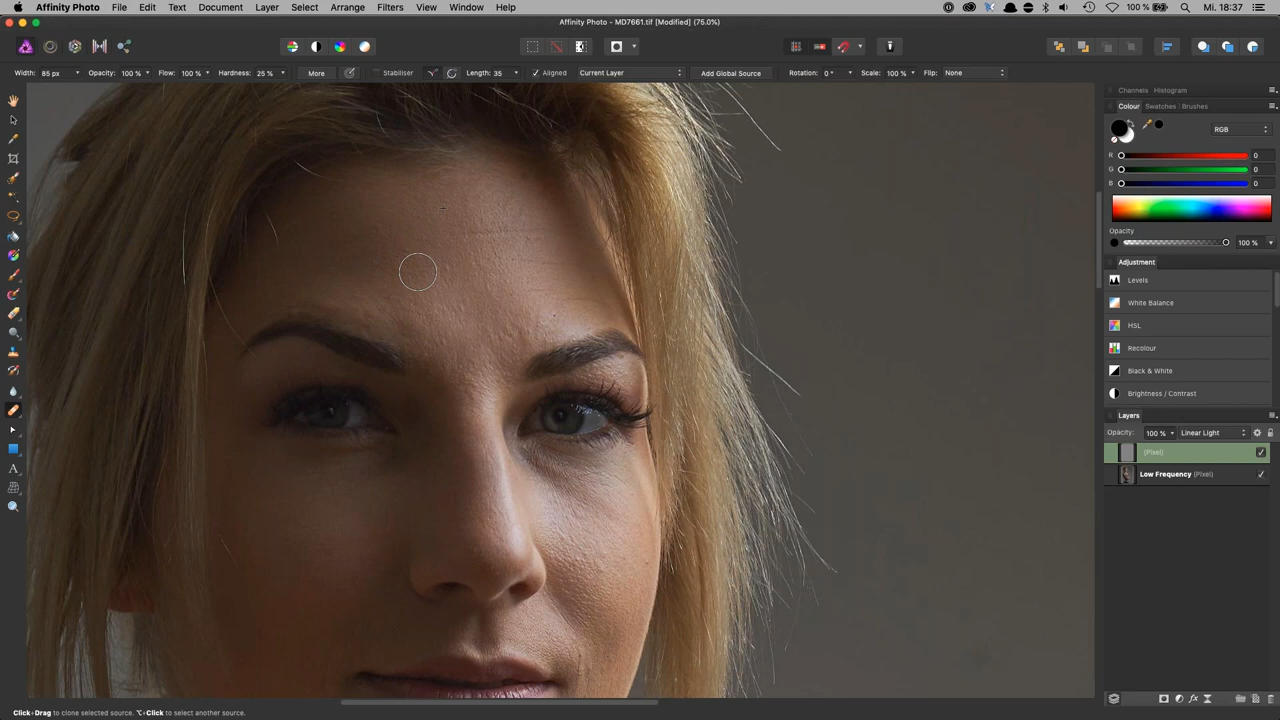 Affinity Photo File Edit Text Document Layer Select Arrange Filters View Window Help 100 % Mi. 18:37
Affinity Photo - MD7661.tif [Modified] (75.0%)
Width: 85 px Opacity: 100 % Flow: 100 % Hardness: 25 % More Stabiliser Length: 35 Aligned Current Layer Add Global Source Rotation: 0° Scale: 100 % Flip: None
Channels Histogram
Colour Swatches Brushes
RGB
R 0
G 0
B 0
Opacity
100 %
Adjustment
Levels
White Balance
HSL
Recolour
Black & White
Brightness / Contrast
Layers
Opacity: 100 % Linear Light
(Pixel)
Low Frequency (Pixel)
Click+Drag to clone selected source. ⌥+Click to select another source.